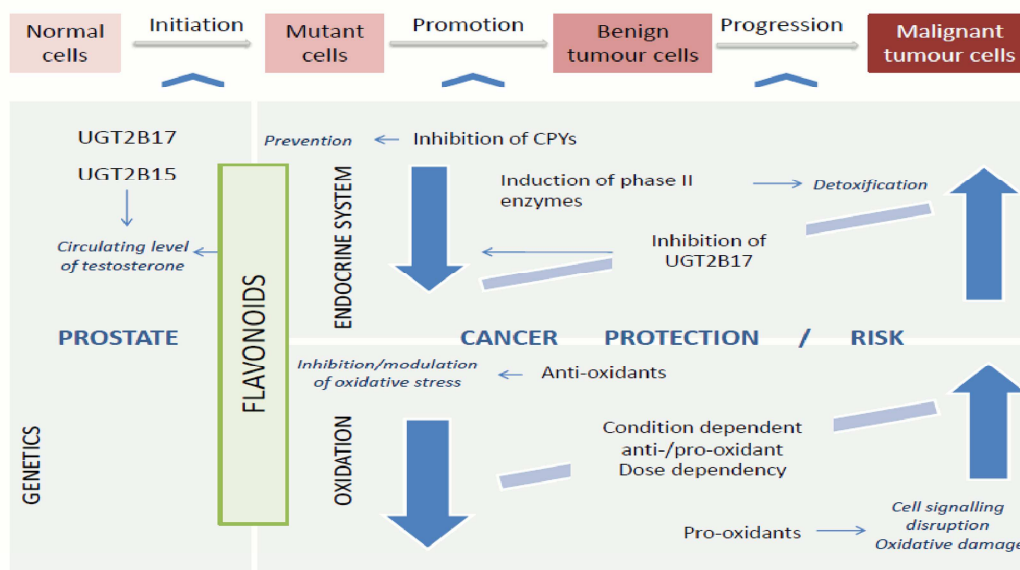 Normal
cells
Initiation
Mutant
cells
Promotion
Benign
tumour cells
Progression
Malignant
tumour cells
UGT2B17
UGT2B15
Circulating level
of testosterone
PROSTATE
GENETICS
FLAVONOIDS
ENDOCRINE SYSTEM
Prevention
Inhibition of CPYs
Induction of phase II
enzymes
Detoxification
Inhibition of
UGT2B17
CANCER PROTECTION / RISK
OXIDATION
Inhibition/modulation
of oxidative stress
Anti-oxidants
Condition dependent
anti-/pro-oxidant
Dose dependency
Pro-oxidants
Cell signalling
disruption
Oxidative damage